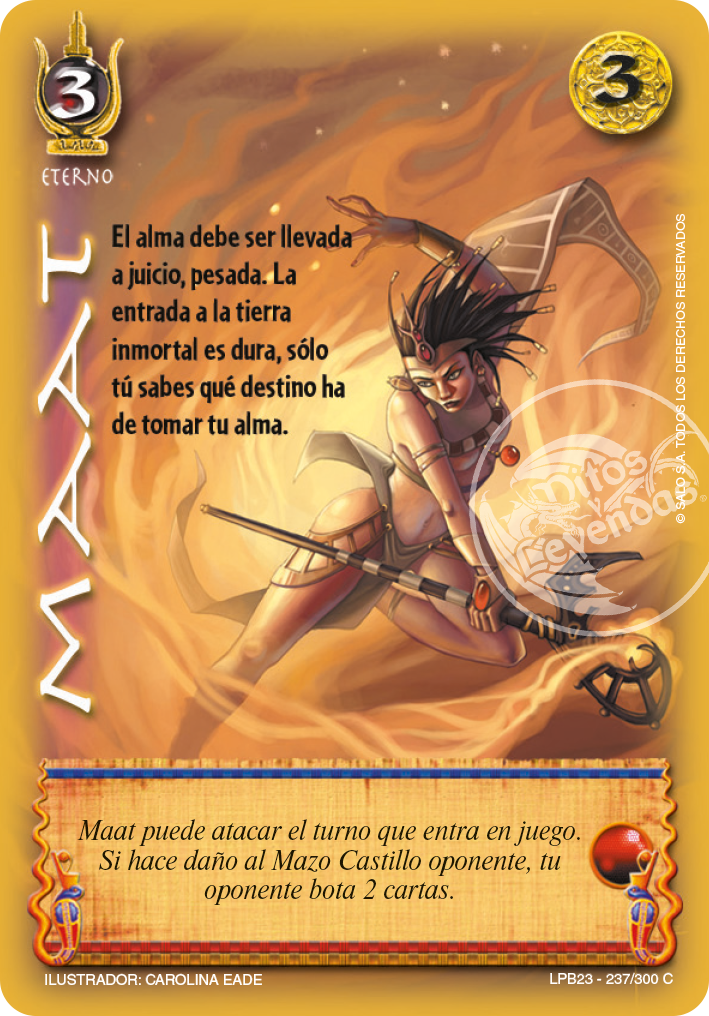 3
3
ETERNO
MAAT
El alma debe ser llevada
a juicio, pesada. La
entrada a la tierra
inmortal es dura, sólo
tú sabes qué destino ha
de tomar tu alma.
© SALO S.A. TODOS LOS DERECHOS RESERVADOS
Mitos
y
Leyendas®
Maat puede atacar el turno que entra en juego.
Si hace daño al Mazo Castillo oponente, tu
oponente bota 2 cartas.
ILUSTRADOR: CAROLINA EADE
LPB23 - 237/300 C